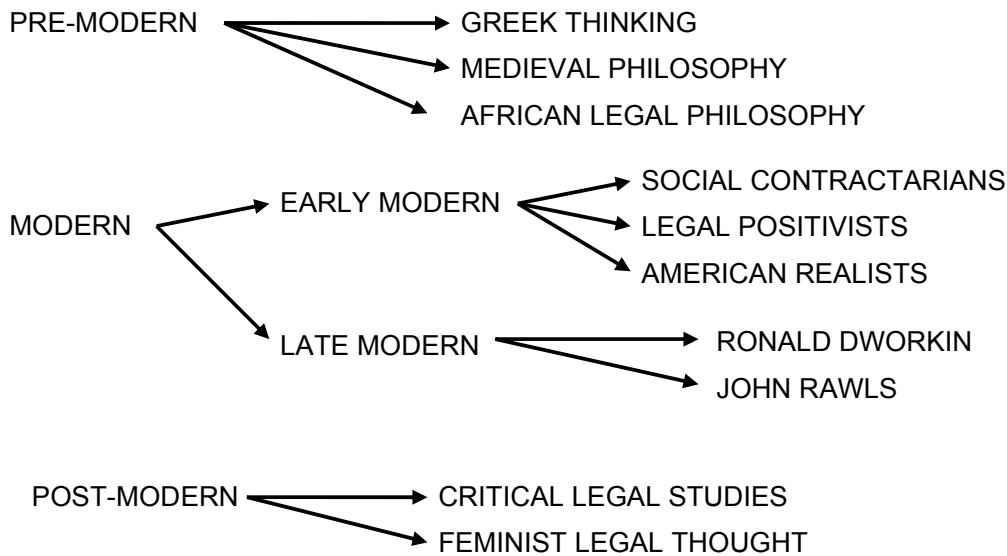 PRE-MODERN
GREEK THINKING
MEDIEVAL PHILOSOPHY
AFRICAN LEGAL PHILOSOPHY
MODERN
EARLY MODERN
SOCIAL CONTRACTARIANS
LEGAL POSITIVISTS
AMERICAN REALISTS
LATE MODERN
RONALD DWORKIN
JOHN RAWLS
POST-MODERN
CRITICAL LEGAL STUDIES
FEMINIST LEGAL THOUGHT